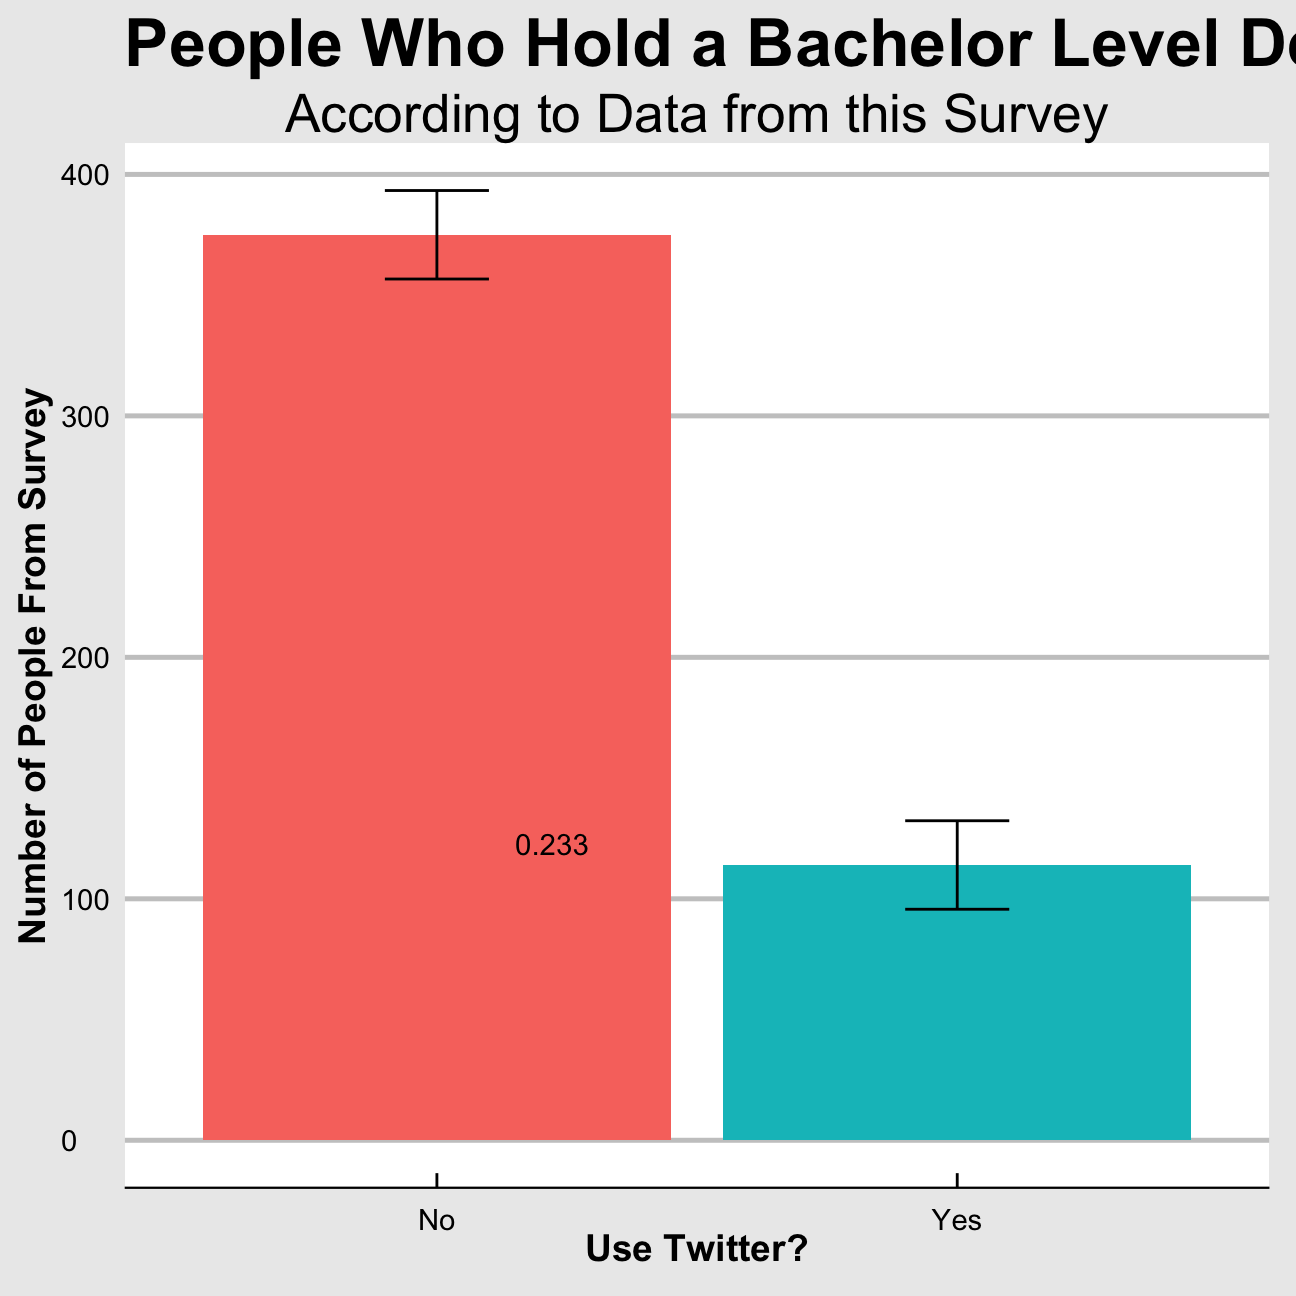 People Who Hold a Bachelor Level
According to Data from this Survey
Number of People From Survey
400
300
200
100
0
0.233
No
Yes
Use Twitter?